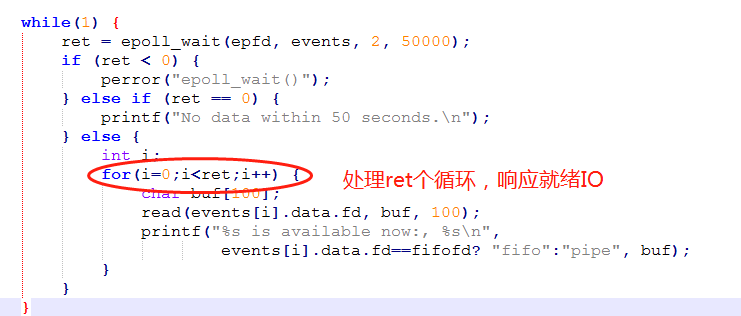 while(1) {
    ret = epoll_wait(epfd, events, 2, 50000);
    if (ret < 0) {
        perror("epoll_wait()");
    } else if (ret == 0) {
        printf("No data within 50 seconds.\n");
    } else {
        int i;
        for(i=0;i<ret;i++) {
处理ret个循环，响应就绪IO
            char buf[100];
            read(events[i].data.fd, buf, 100);
            printf("%s is available now:, %s\n",
                    events[i].data.fd==fifofd? "fifo":"pipe", buf);
        }
    }
}